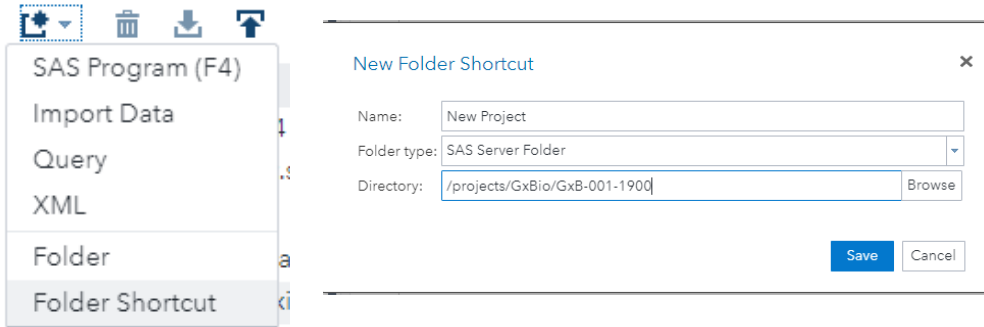 SAS Program (F4)
Import Data
Query
XML
Folder
Folder Shortcut
New Folder Shortcut
Name: New Project
Folder type: SAS Server Folder
Directory: /projects/GxBio/GxB-001-1900 Browse
Save Cancel